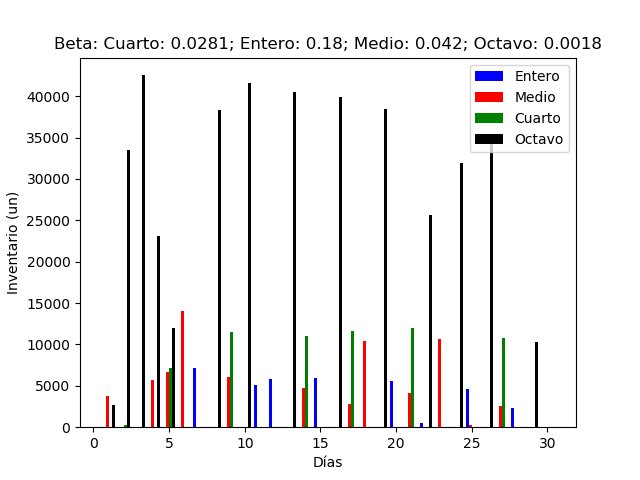 Beta: Cuarto: 0.0281; Entero: 0.18; Medio: 0.042; Octavo: 0.0018
Entero
Medio
Cuarto
Octavo
40000
35000
30000
25000
20000
15000
10000
5000
0
Inventario (un)
0 5 10 15 20 25 30
Días